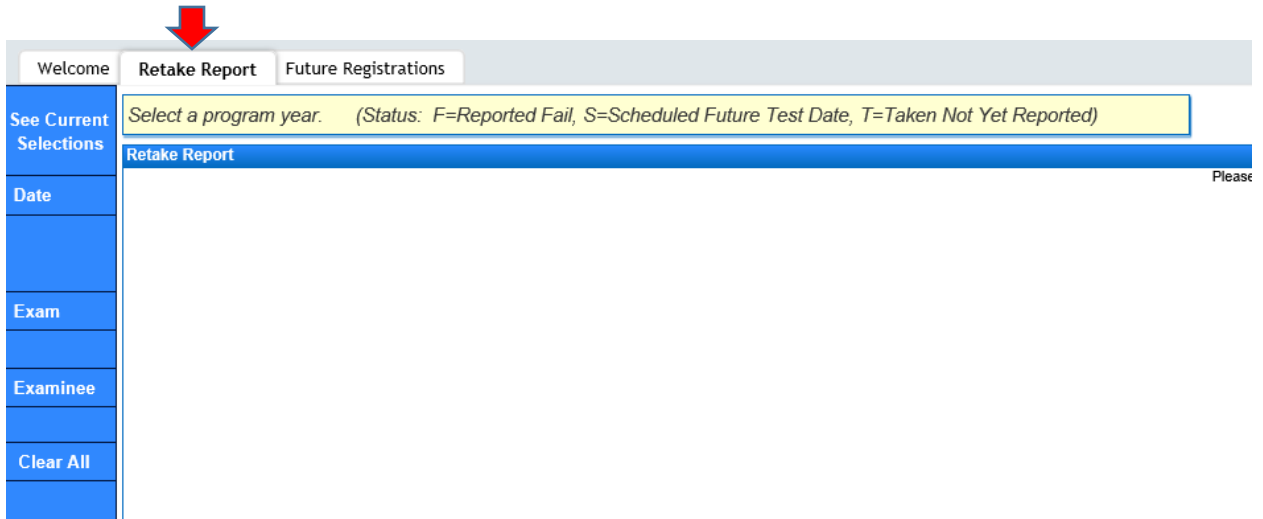 Welcome Retake Report Future Registrations
See Current
Selections
Select a program year. (Status: F=Reported Fail, S=Scheduled Future Test Date, T=Taken Not Yet Reported)
Retake Report
Please
Date
Exam
Examinee
Clear All